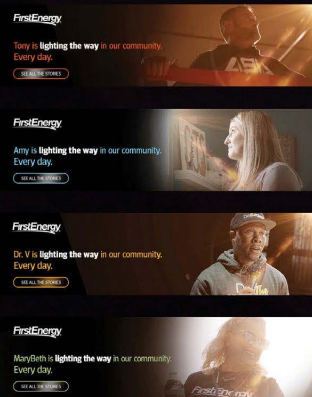 FirstEnergy
Tony is lighting the way in our community.
Every day.
SEE ALL THE STORIES
ASK
FirstEnergy
Amy is lighting the way in our community.
Every day.
SEE ALL THE STORIES
FirstEnergy
Dr. V is lighting the way in our community.
Every day.
SEE ALL THE STORIES
FirstEnergy
MaryBeth is lighting the way in our community.
Every day.
SEE ALL THE STORIES
FirstEnergy